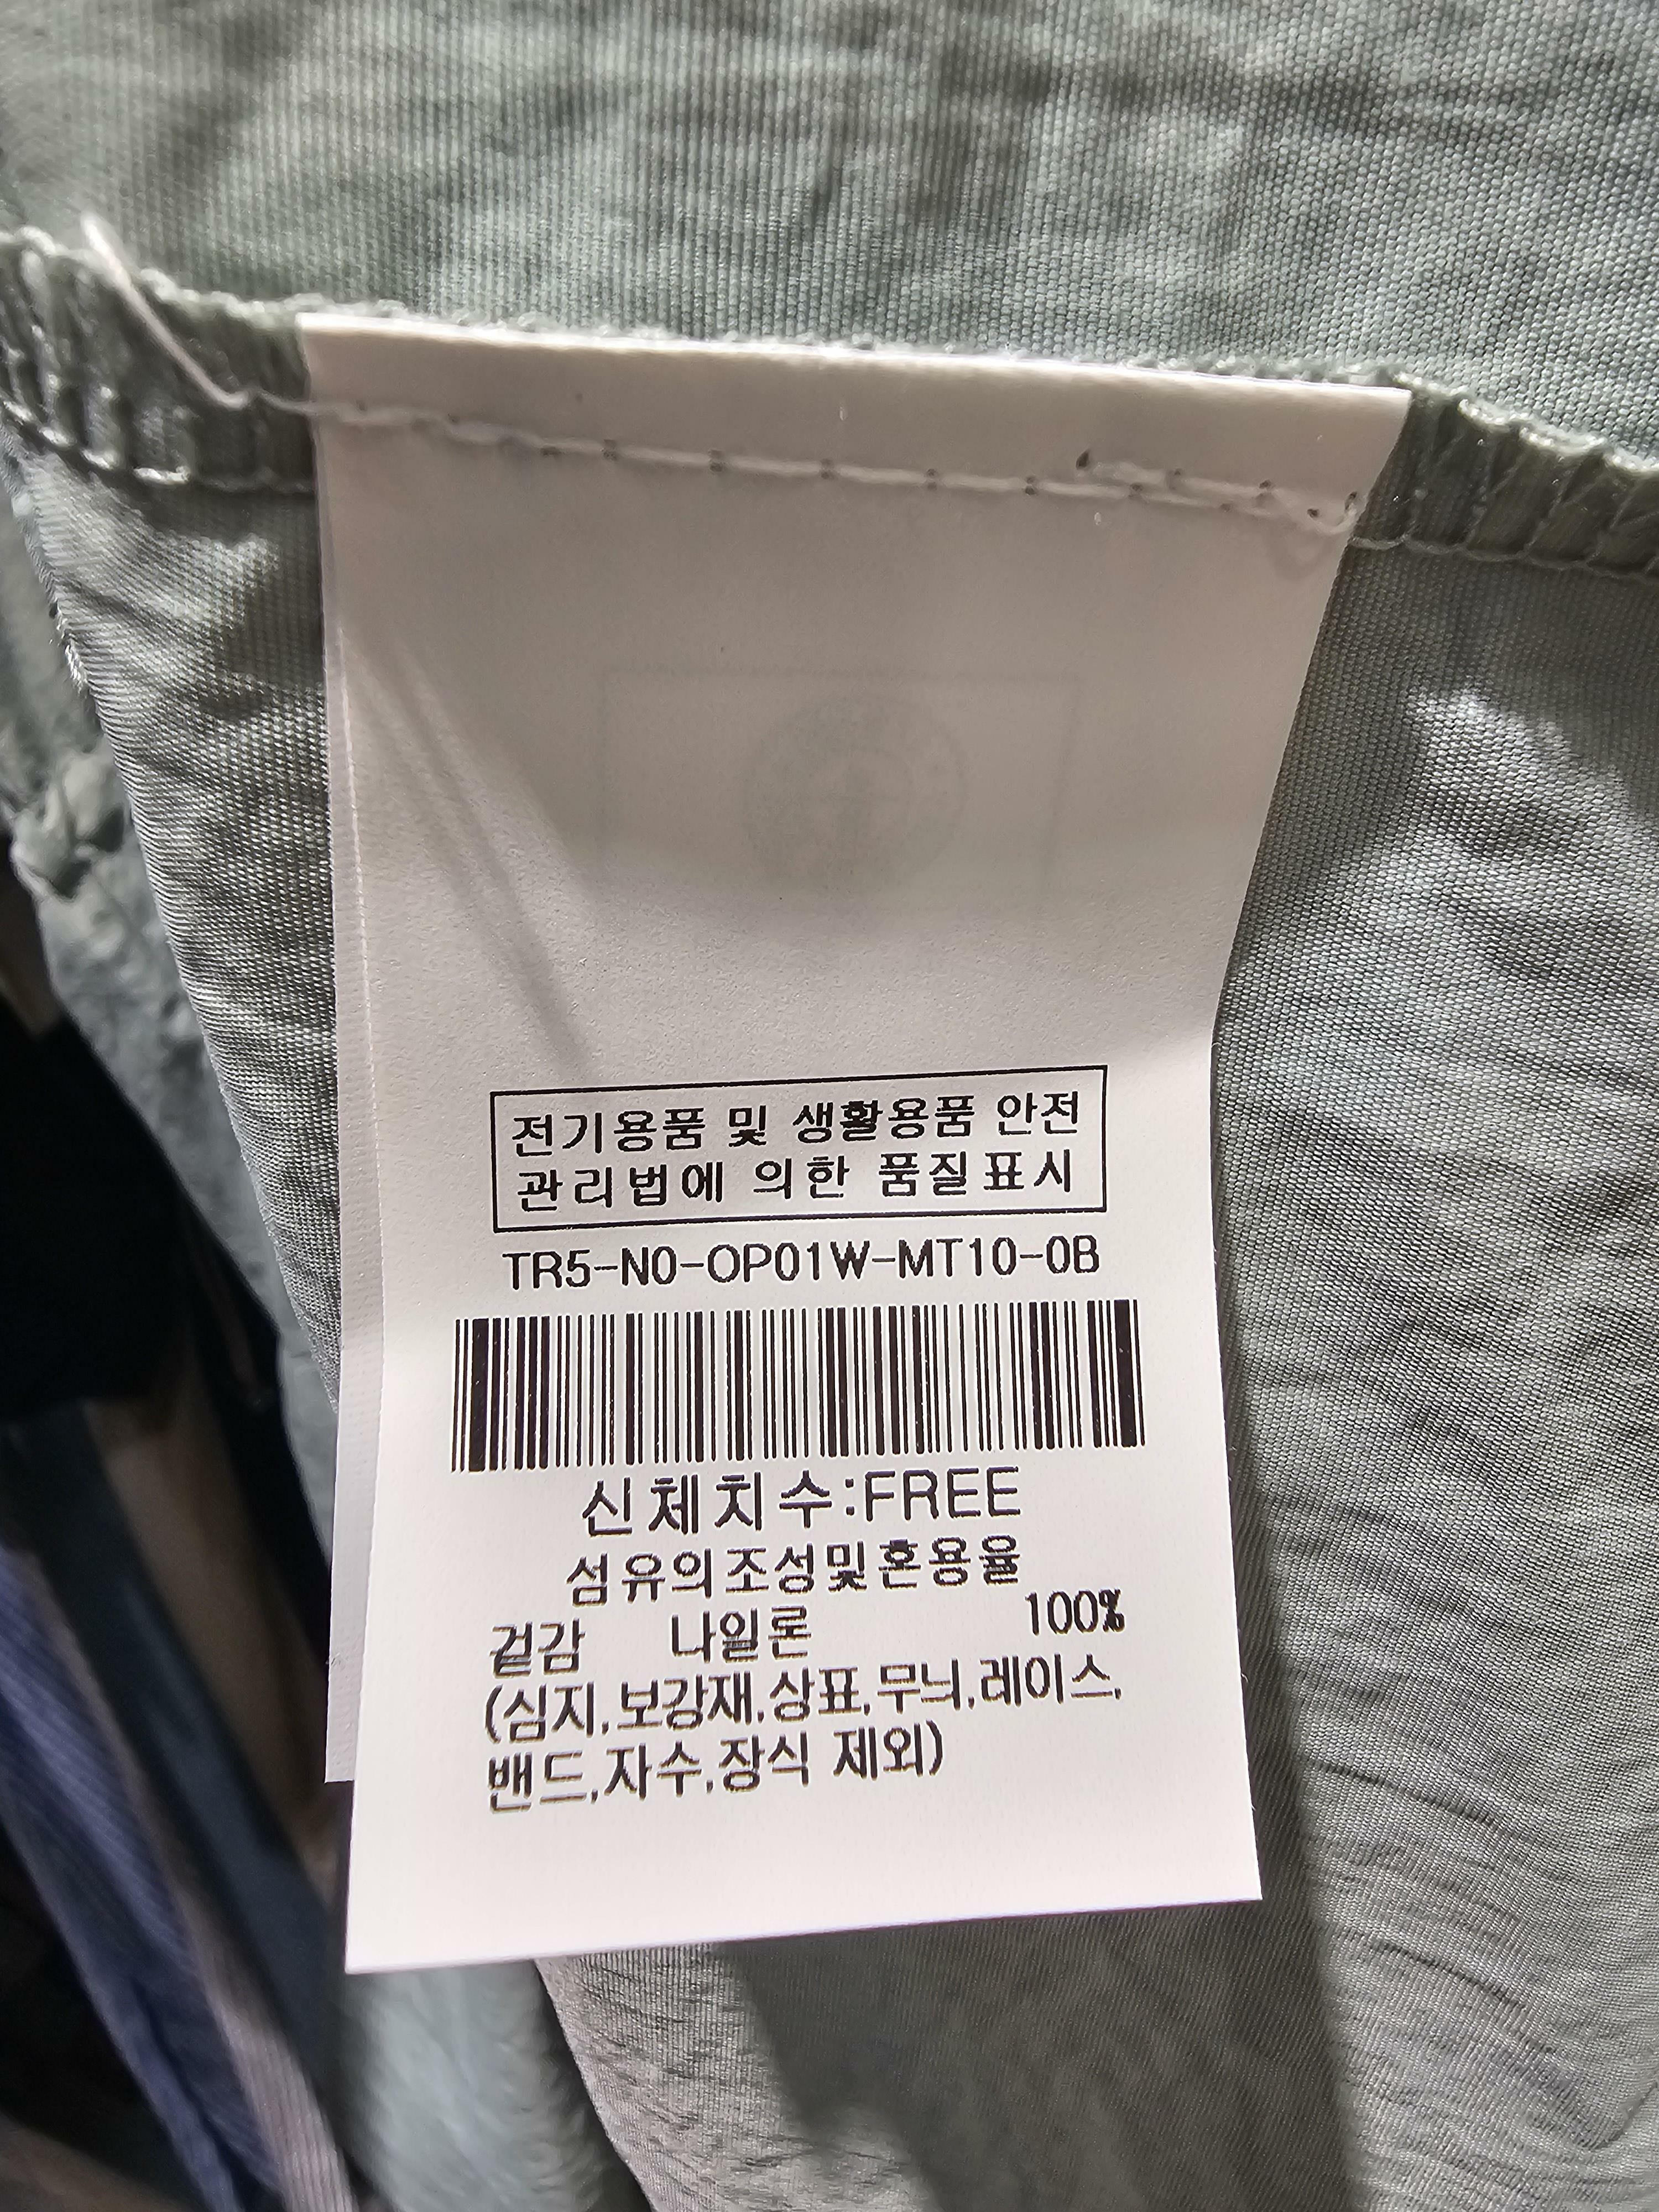 전기용품 및 생활용품 안전
관리법에 의한 품질표시
TR5-N0-OP01W-MT10-0B
신체치수:FREE
섬유의조성및혼용율
겉감 나일론 100%
(심지,보강재,상표,무늬,레이스,
밴드,자수,장식 제외)